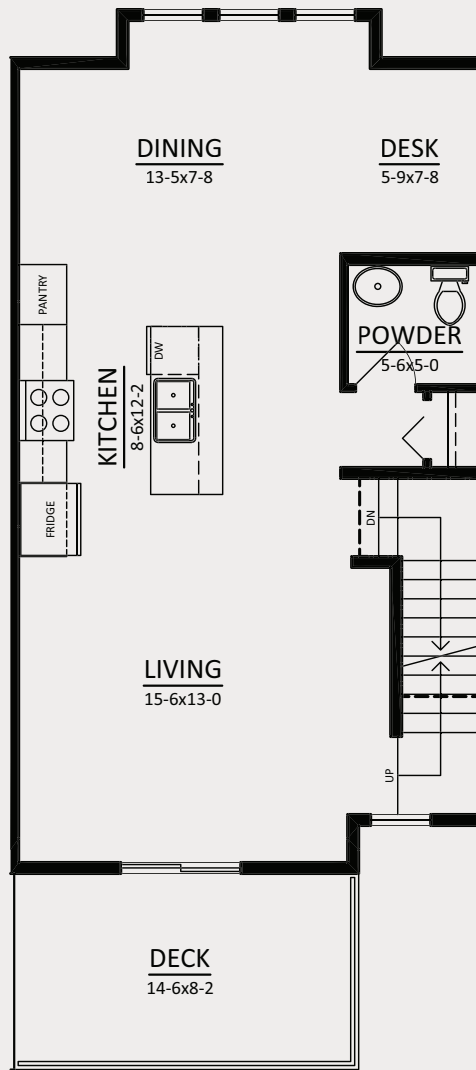 DINING
13-5x7-8
DESK
5-9x7-8
PANTRY
POWDER
5-6x5-0
DW
KITCHEN
8-6x12-2
FRIDGE
DN
LIVING
15-6x13-0
UP
DECK
14-6x8-2